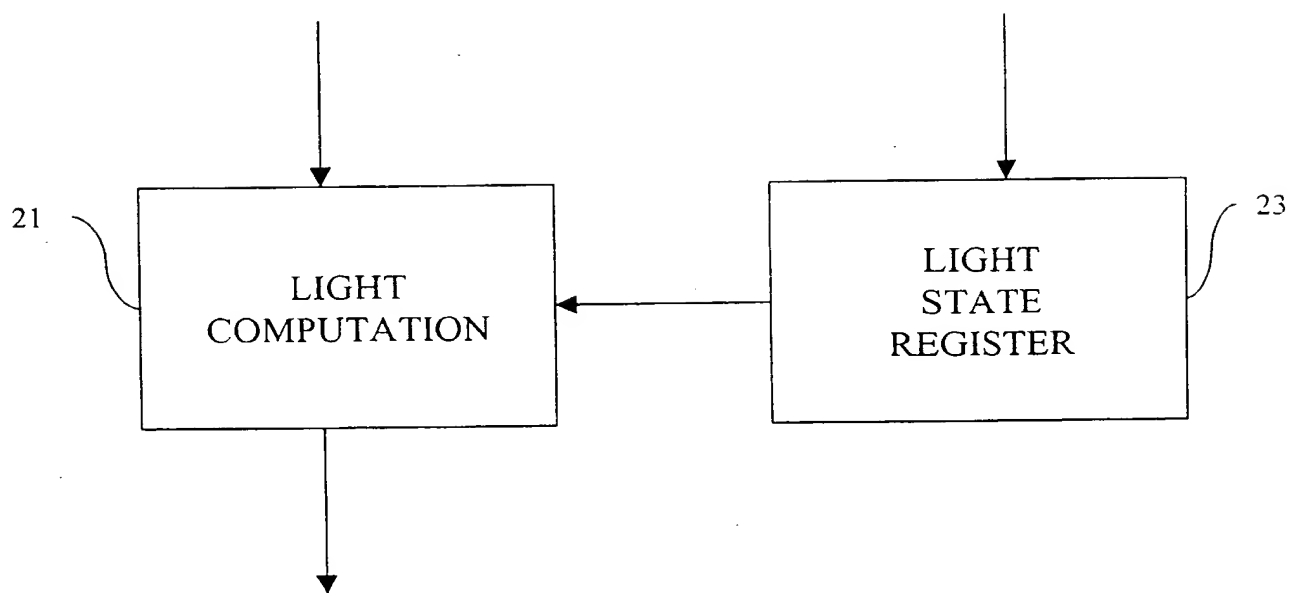 21
LIGHT
COMPUTATION
LIGHT
STATE
REGISTER
23